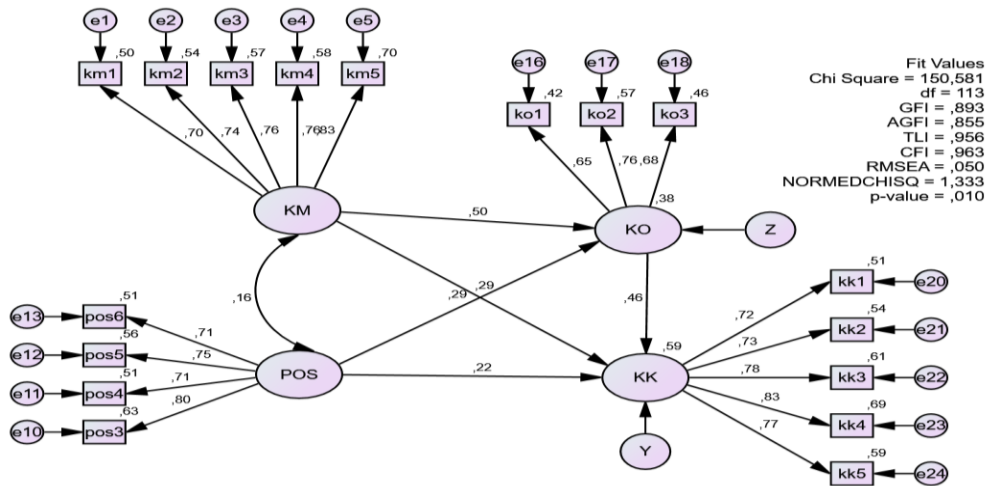 e1 e2 e3 e4 e5
,50 ,54 ,57 ,58 ,70
km1 km2 km3 km4 km5
,70 ,74 ,76 ,76 ,83
KM
e16 e17 e18
,42 ,57 ,46
ko1 ko2 ko3
,65 ,76 ,68
,38
KO
Z
Fit Values
Chi Square = 150,581
df = 113
GFI = ,893
AGFI = ,855
TLI = ,956
CFI = ,963
RMSEA = ,050
NORMEDCHISQ = 1,333
p-value = ,010
,50
,16
,29 ,29
,46
,22
e13 pos6 ,51 ,71
e12 pos5 ,56 ,75
e11 pos4 ,51 ,71
e10 pos3 ,63 ,80
POS
,59
KK
Y
,72 kk1 ,51 e20
,73 kk2 ,54 e21
,78 kk3 ,61 e22
,83 kk4 ,69 e23
,77 kk5 ,59 e24